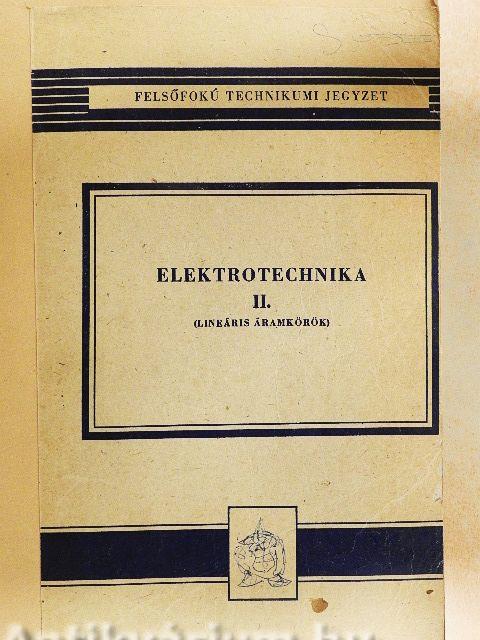 FELSŐFOKÚ TECHNIKUMI JEGYZET
ELEKTROTECHNIKA
II.
(LINEÁRIS ÁRAMKÖRÖK)